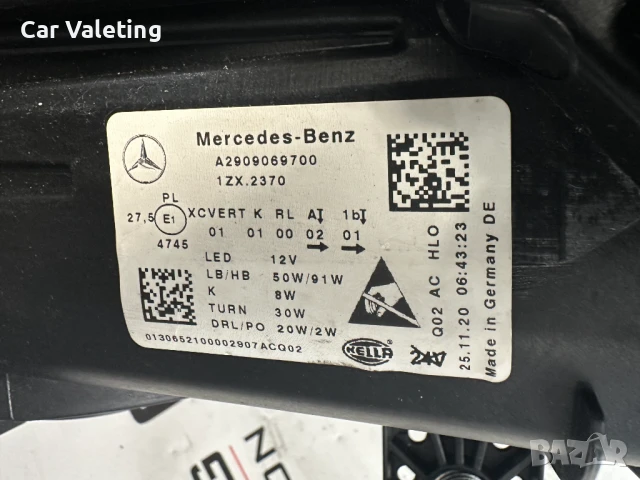 Car Valeting
Mercedes-Benz
A2909069700
1ZX.2370
PL
27,5 E1 XCVERT K RL A 1b
4745 01 01 00 02 01
LED 12V
LB/HB 50W/91W
K 8W
TURN 30W
DRL/PO 20W/2W
0130652100002907ACQ02
HELLA
Q02 AC HLO
25.11.20 06:43:23
Made in Germany DE
BAZAR